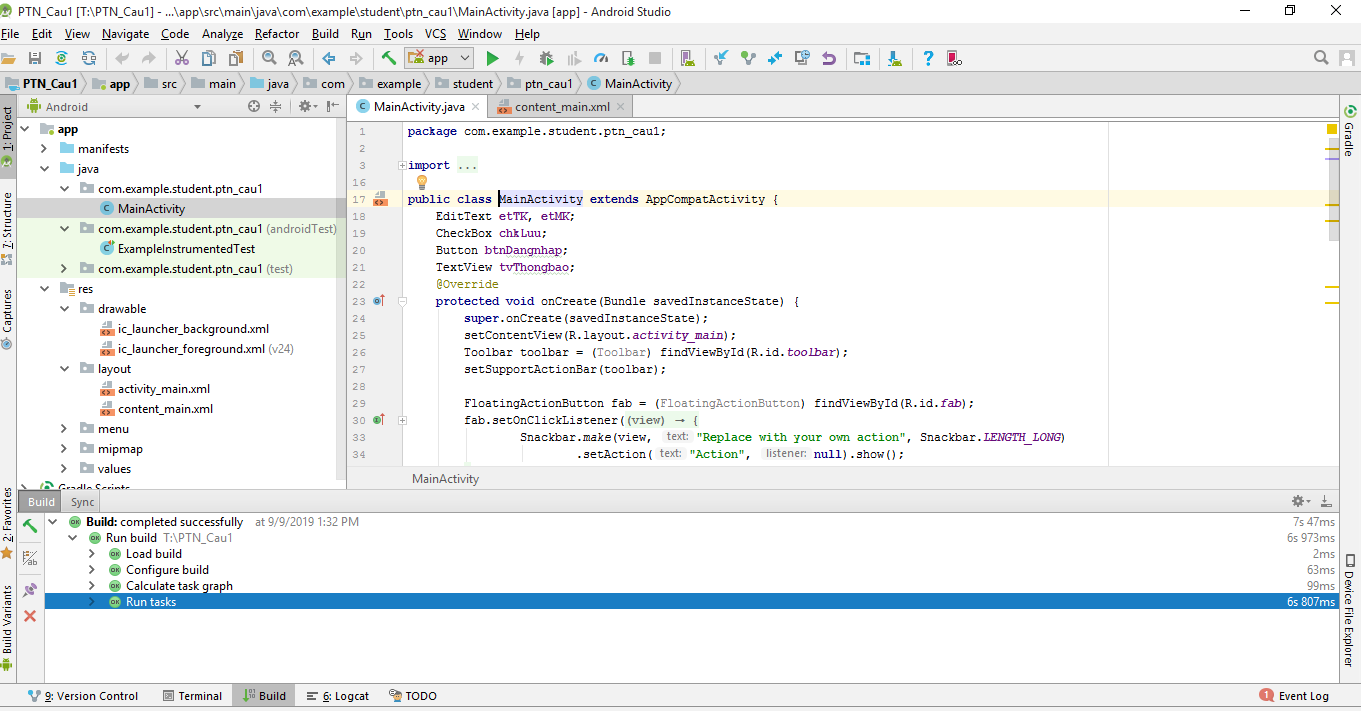 PTN_Cau1 [T:\PTN_Cau1] - ...\app\src\main\java\com\example\student\ptn_cau1\MainActivity.java [app] - Android Studio
File Edit View Navigate Code Analyze Refactor Build Run Tools VCS Window Help
app
PTN_Cau1 app src main java com example student ptn_cau1 MainActivity
1: Project
7: Structure
Captures
2: Favorites
Build Variants
Android
app
manifests
java
com.example.student.ptn_cau1
MainActivity
com.example.student.ptn_cau1 (androidTest)
ExampleInstrumentedTest
com.example.student.ptn_cau1 (test)
res
drawable
ic_launcher_background.xml
ic_launcher_foreground.xml (v24)
layout
activity_main.xml
content_main.xml
menu
mipmap
values
Gradle Scripts
MainActivity.java content_main.xml
1 package com.example.student.ptn_cau1;
2
3 import ...
16
17 public class MainActivity extends AppCompatActivity {
18 EditText etTK, etMK;
19 CheckBox chkLuu;
20 Button btnDangnhap;
21 TextView tvThongbao;
22 @Override
23 protected void onCreate(Bundle savedInstanceState) {
24 super.onCreate(savedInstanceState);
25 setContentView(R.layout.activity_main);
26 Toolbar toolbar = (Toolbar) findViewById(R.id.toolbar);
27 setSupportActionBar(toolbar);
28
29 FloatingActionButton fab = (FloatingActionButton) findViewById(R.id.fab);
30 fab.setOnClickListener((view) → {
33 Snackbar.make(view, text: "Replace with your own action", Snackbar.LENGTH_LONG)
34 .setAction( text: "Action", listener: null).show();
MainActivity
Gradle
Device File Explorer
Build Sync
Build: completed successfully at 9/9/2019 1:32 PM 7s 47ms
Run build T:\PTN_Cau1 6s 973ms
Load build 2ms
Configure build 63ms
Calculate task graph 99ms
Run tasks 6s 807ms
9: Version Control Terminal Build 6: Logcat TODO 1 Event Log